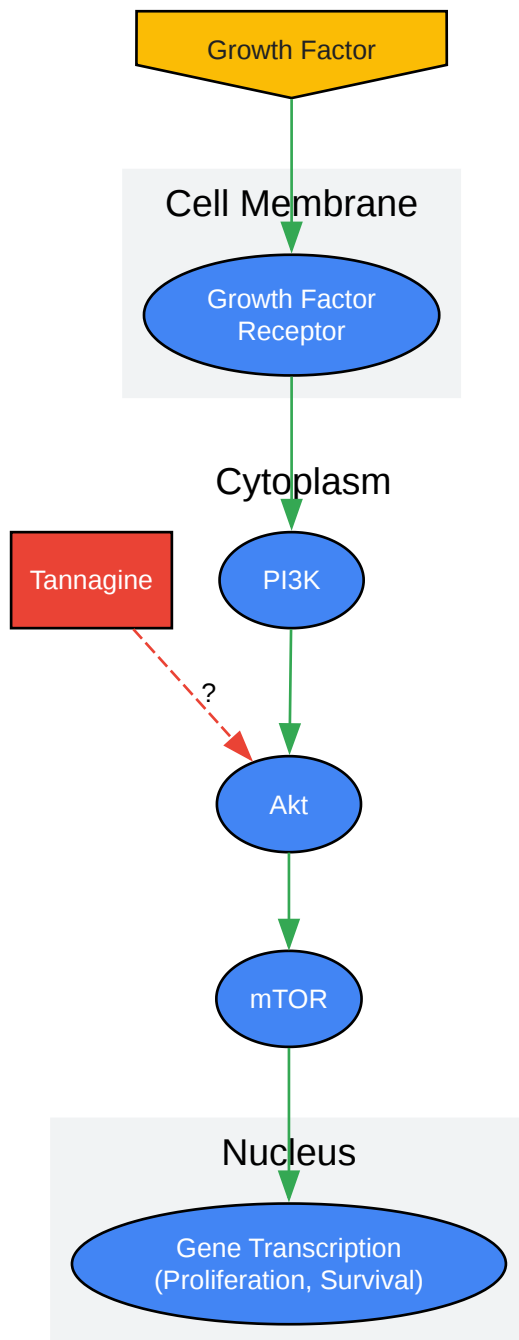 Growth Factor
Cell Membrane
Growth Factor
Receptor
Cytoplasm
Tannagine
PI3K
?
Akt
mTOR
Nucleus
Gene Transcription
(Proliferation, Survival)